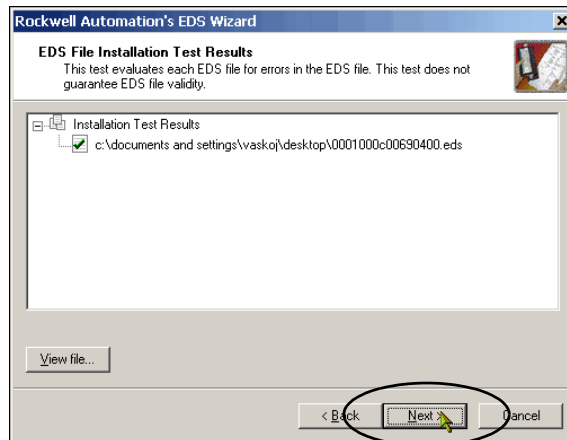 Rockwell Automation's EDS Wizard
EDS File Installation Test Results
This test evaluates each EDS file for errors in the EDS file. This test does not
guarantee EDS file validity.
Installation Test Results
c:\documents and settings\vaskoj\desktop\0001000c00690400.eds
View file...
< Back
Next >
Cancel